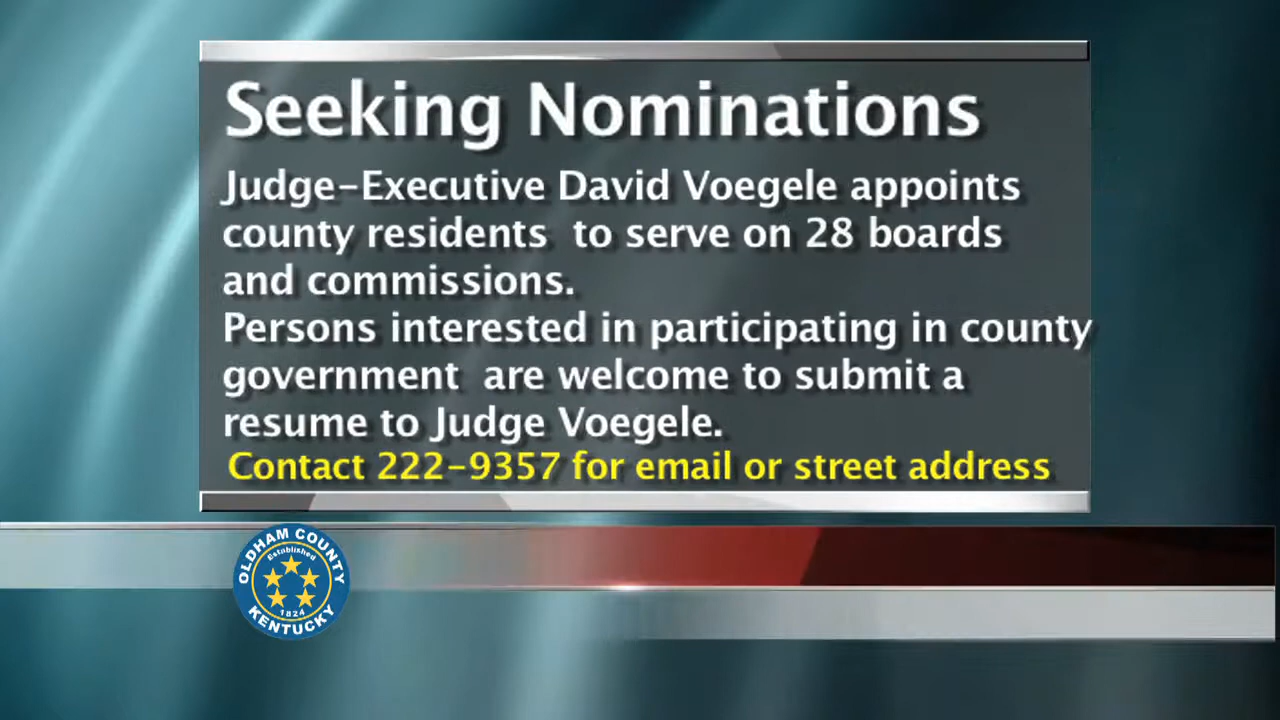 Seeking Nominations
Judge-Executive David Voegele appoints
county residents  to serve on 28 boards
and commissions.
Persons interested in participating in county
government  are welcome to submit a
resume to Judge Voegele.
Contact 222-9357 for email or street address
OLDHAM COUNTY
Established
1824
KENTUCKY